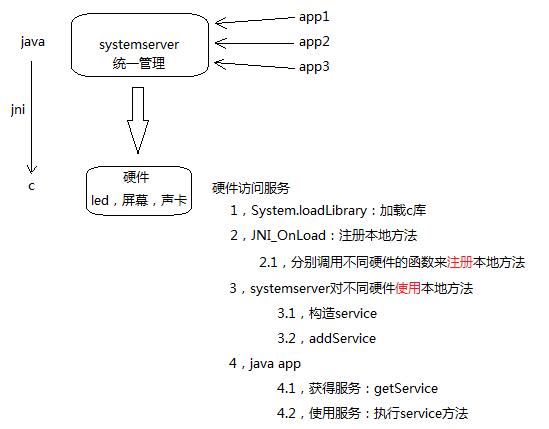 java
jni
c
systemserver
统一管理
app1
app2
app3
硬件
led，屏幕，声卡
硬件访问服务
1，System.loadLibrary：加载c库
2，JNI_OnLoad：注册本地方法
2.1，分别调用不同硬件的函数来注册本地方法
3，systemserver对不同硬件使用本地方法
3.1，构造service
3.2，addService
4，java app
4.1，获得服务：getService
4.2，使用服务：执行service方法